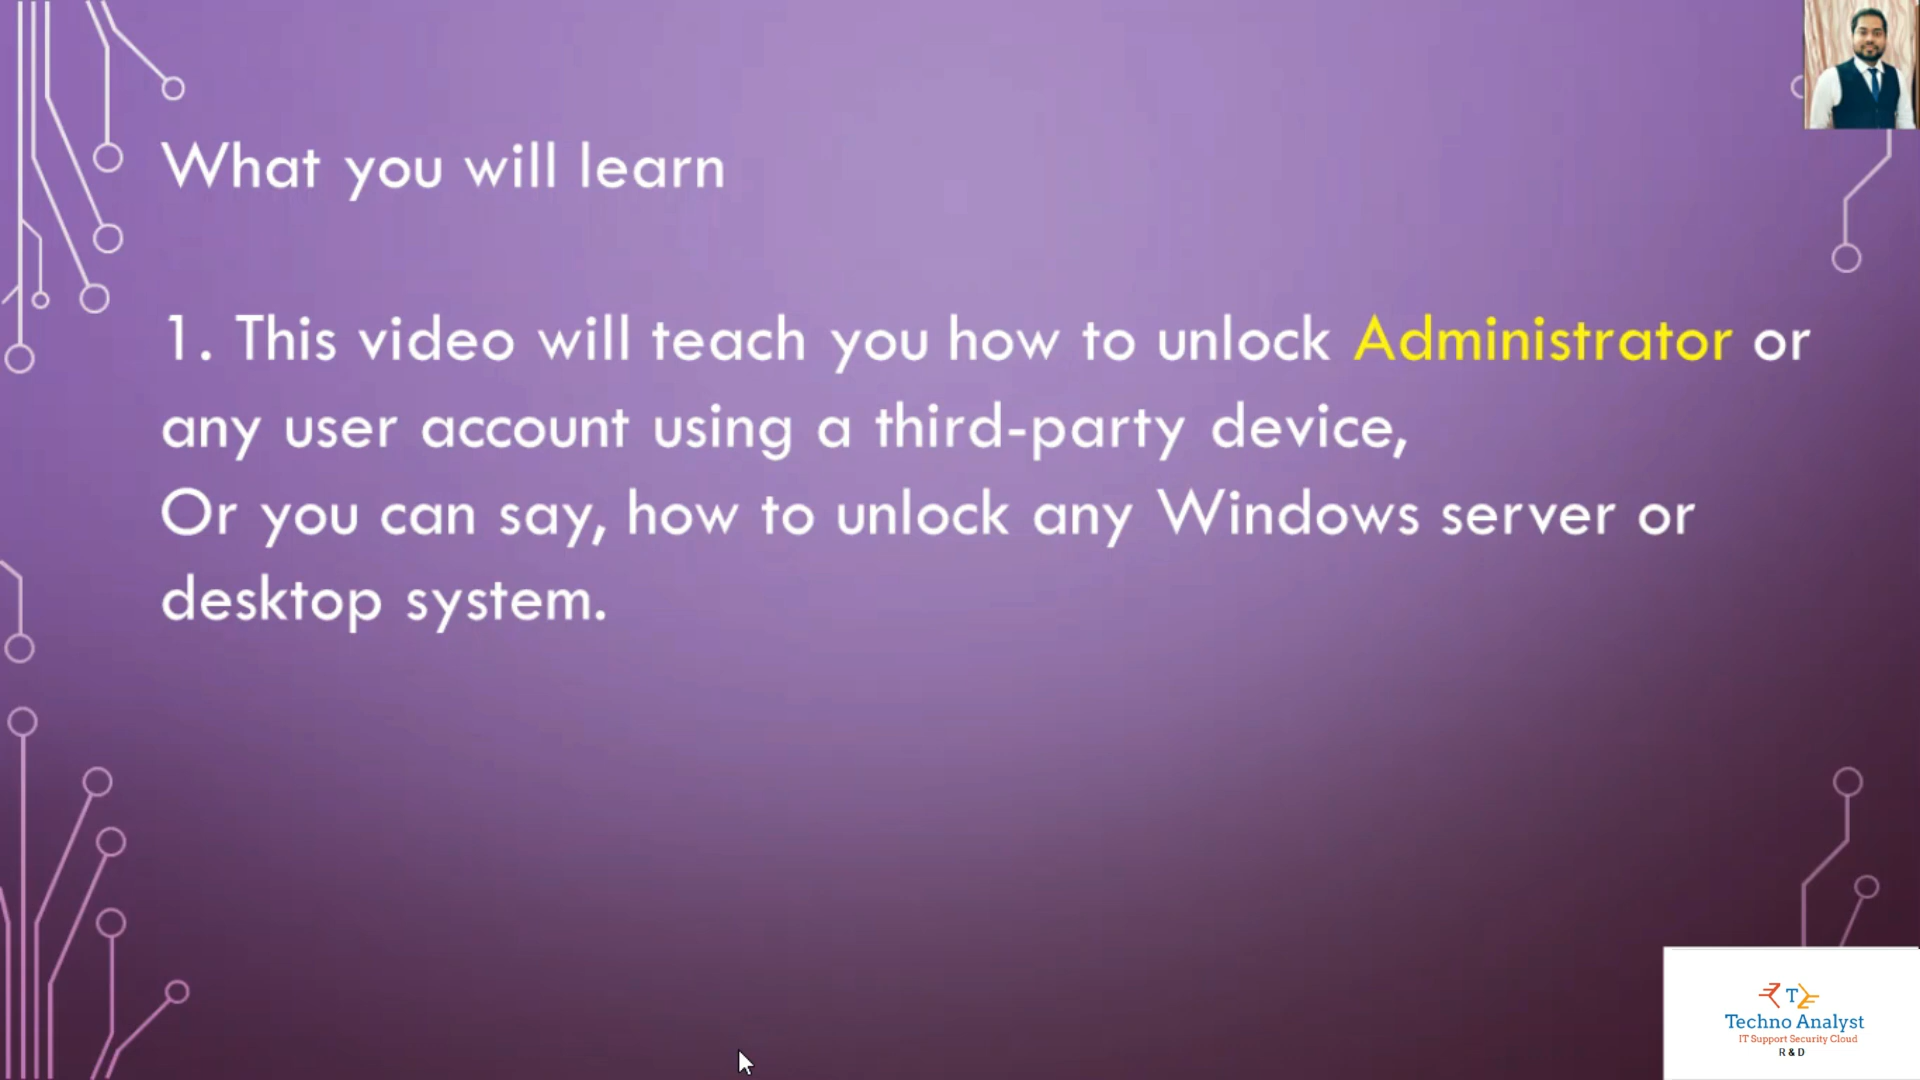 What you will learn
1. This video will teach you how to unlock Administrator or
any user account using a third-party device,
Or you can say, how to unlock any Windows server or
desktop system.
T
Techno Analyst
IT Support Security Cloud
R & D